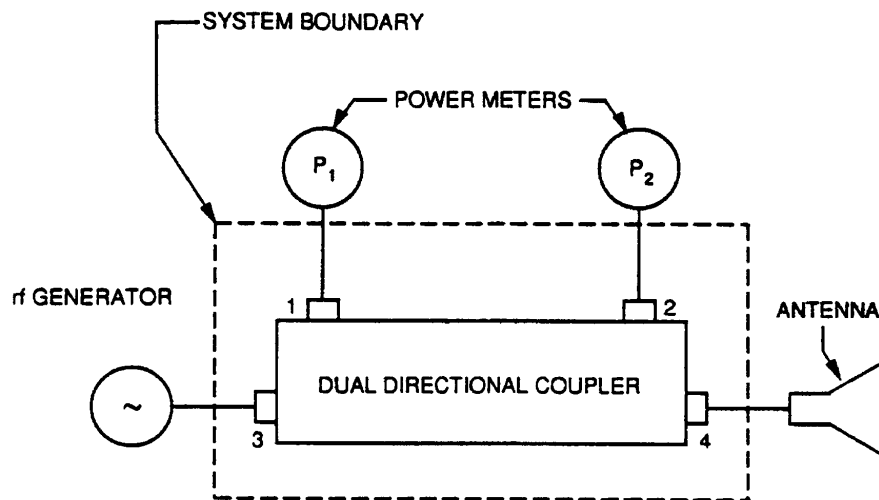 SYSTEM BOUNDARY
POWER METERS
P1
P2
rf GENERATOR
1
2
ANTENNA
DUAL DIRECTIONAL COUPLER
~
3
4